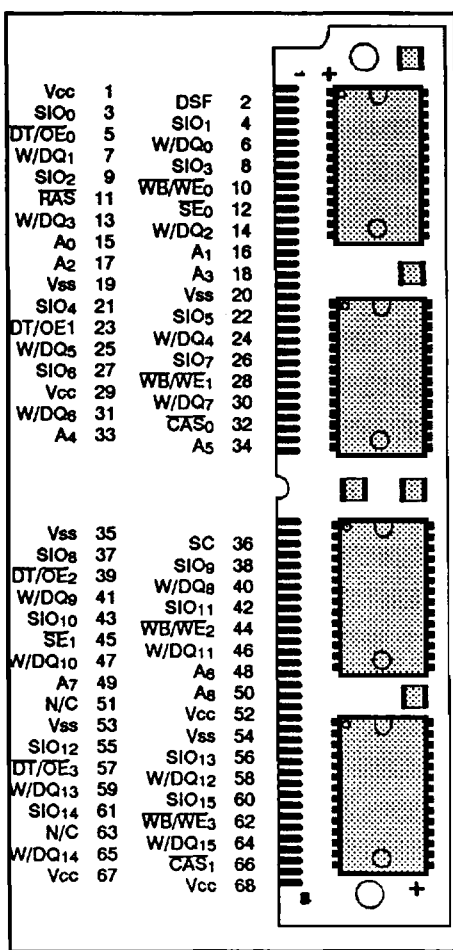 Vcc 1
DSF 2
SIO0 3
SIO1 4
DT/OE0 5
W/DQ0 6
W/DQ1 7
SIO3 8
SIO2 9
WB/WE0 10
RAS 11
SE0 12
W/DQ3 13
W/DQ2 14
A0 15
A1 16
A2 17
A3 18
Vss 19
Vss 20
SIO4 21
SIO5 22
DT/OE1 23
W/DQ4 24
W/DQ5 25
SIO7 26
SIO6 27
WB/WE1 28
Vcc 29
W/DQ7 30
W/DQ6 31
CAS0 32
A4 33
A5 34
Vss 35
SC 36
SIO8 37
SIO9 38
DT/OE2 39
W/DQ8 40
W/DQ9 41
SIO11 42
SIO10 43
WB/WE2 44
SE1 45
W/DQ11 46
W/DQ10 47
A6 48
A7 49
A8 50
N/C 51
Vcc 52
Vss 53
Vss 54
SIO12 55
SIO13 56
DT/OE3 57
W/DQ12 58
W/DQ13 59
SIO15 60
SIO14 61
WB/WE3 62
N/C 63
W/DQ15 64
W/DQ14 65
CAS1 66
Vcc 67
Vcc 68